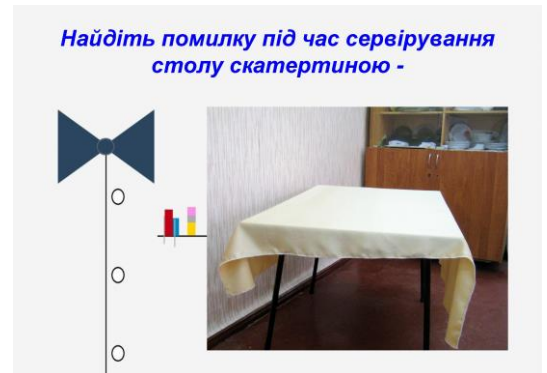 Найдіть помилку під час сервірування
столу скатертиною -